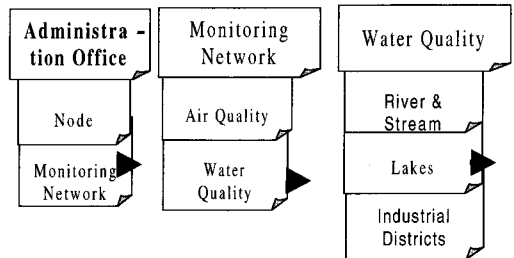 Administra -
tion Office
Node
Monitoring
Network
Monitoring
Network
Air Quality
Water
Quality
Water Quality
River &
Stream
Lakes
Industrial
Districts